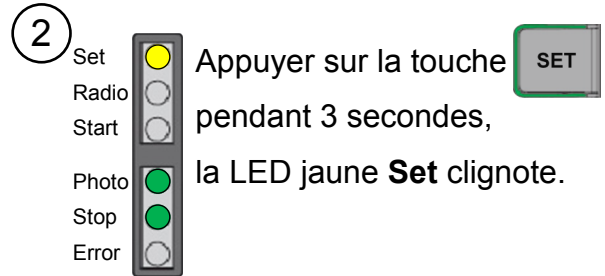 2
Set
Radio
Start
Photo
Stop
Error
Appuyer sur la touche SET
pendant 3 secondes,
la LED jaune Set clignote.